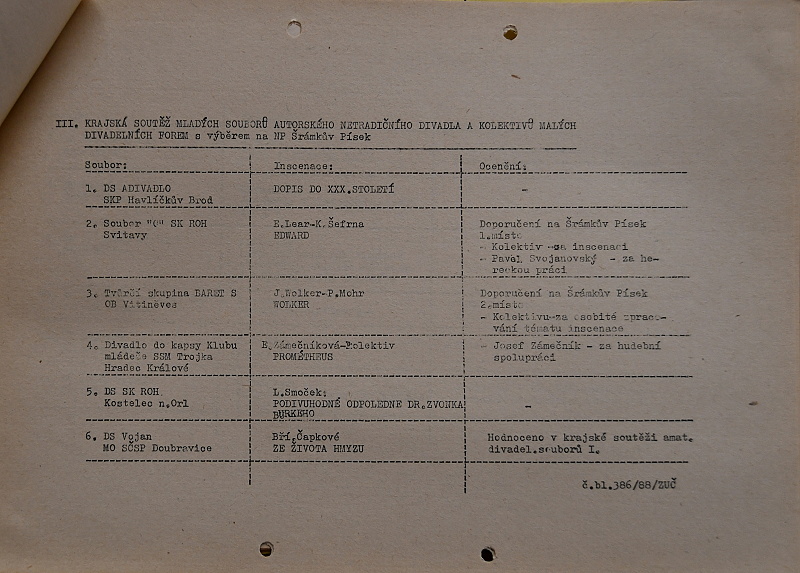 III. KRAJSKÁ SOUTĚŽ MLADÝCH SOUBORŮ AUTORSKÉHO NETRADIČNÍHO DIVADLA A KOLEKTIVŮ MALÝCH
DIVADELNÍCH FOREM s výběrem na NP Šrámkův Písek
Soubor: Inscenace: Ocenění:
1. DS ADIVADLO DOPIS DO XXX.STOLETÍ -
SKP Havlíčkův Brod
2. Soubor "C" SK ROH E.Lear-K.Šefrna Doporučení na Šrámkův Písek
Svitavy EDWARD 1.místo
- Kolektiv -za inscenaci
- Pavel Svojanovský - za he-
reckou práci
3. Tvůrčí skupina BARET S J.Wolker-P.Mohr Doporučení na Šrámkův Písek
OB Vitiněves WOLKER 2.místo
- Kolektivu-za osobité zpraco-
vání tématu inscenace
4. Divadlo do kapsy Klubu E.Zámečníková-Kolektiv - Josef Zámečník - za hudební
mládeže SSM Trojka PROMÉTHEUS spolupráci
Hradec Králové
5. DS SK ROH L.Smoček: -
Kostelec n.Orl PODIVUHODNÉ ODPOLEDNE DR.ZVONKA
BURKEHO
6. DS Vojan Bří.Čapkové Hodnoceno v krajské soutěži amat.
MO SČSP Doubravice ZE ŽIVOTA HMYZU divadel.souborů I.
č.bl.386/88/ZUČ